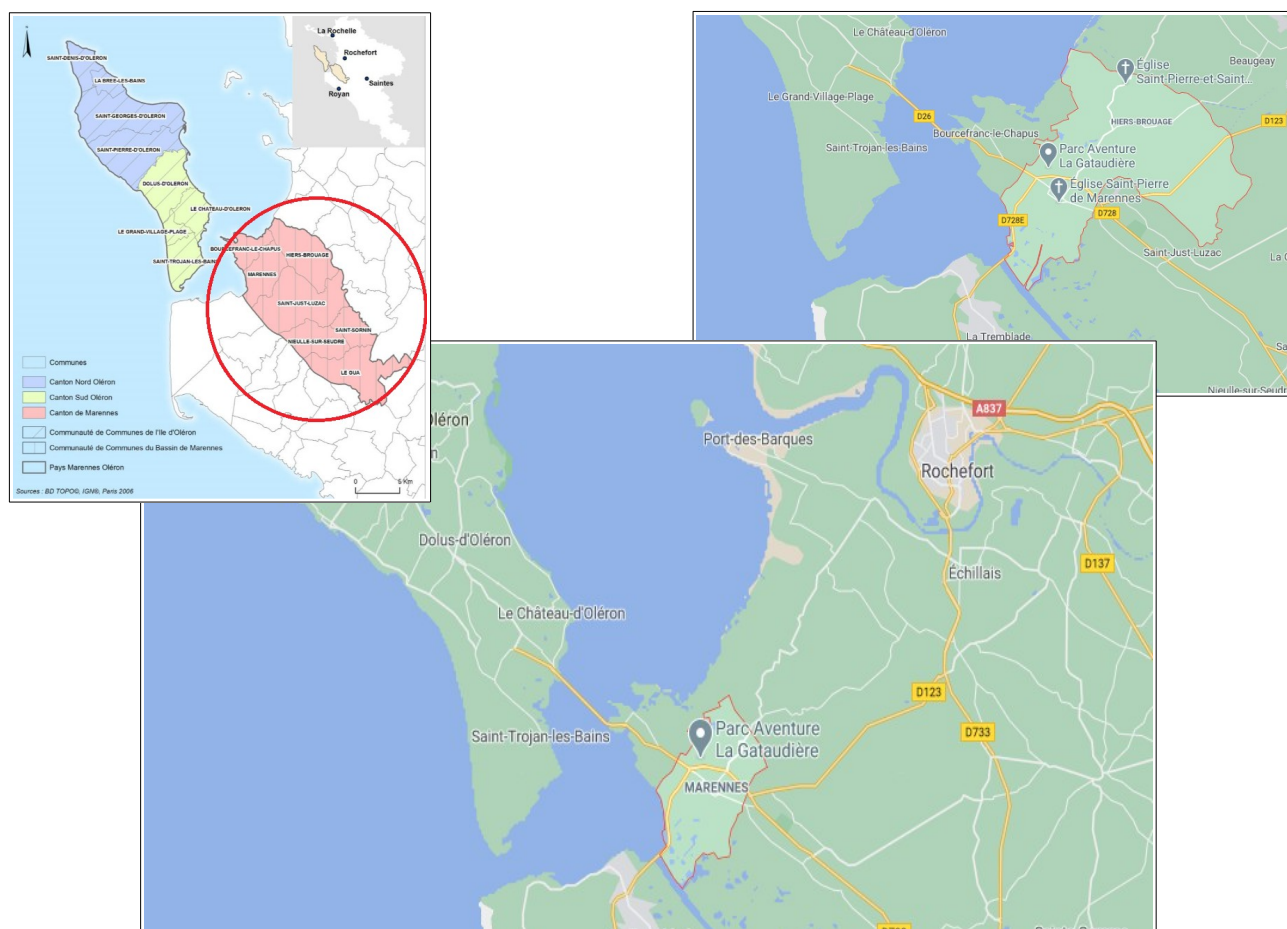 La Rochelle
Rochefort
Saintes
Royan
SAINT-DENIS-D'OLERON
LA BREE-LES-BAINS
SAINT-GEORGES-D'OLERON
SAINT-PIERRE-D'OLERON
DOLUS-D'OLERON
LE CHATEAU-D'OLERON
LE GRAND-VILLAGE-PLAGE
SAINT-TROJAN-LES-BAINS
BOURCEFRANC-LE-CHAPUS
HIERS-BROUAGE
MARENNES
SAINT-JUST-LUZAC
SAINT-SORNIN
NIEULLE-SUR-SEUDRE
LE GUA
Communes
Canton Nord Oléron
Canton Sud Oléron
Canton de Marennes
Communauté de Communes de l'Ile d'Oléron
Communauté de Communes du Bassin de Marennes
Pays Marennes Oléron
0 5 Km
Sources : BD TOPO©, IGN®, Paris 2006
Le Château-d'Oléron
Église
Saint-Pierre-et-Saint...
Beaugeay
Le Grand-Village-Plage
D26
HIERS-BROUAGE
D123
Bourcefranc-le-Chapus
Saint-Trojan-les-Bains
Parc Aventure
La Gataudière
Église Saint-Pierre
de Marennes
D728E
D728
Saint-Just-Luzac
La Tremblade
Nieulle-sur-Seudr
A837
Port-des-Barques
Rochefort
Dolus-d'Oléron
Échillais
D137
Le Château-d'Oléron
D123
Saint-Trojan-les-Bains
Parc Aventure
La Gataudière
D733
MARENNES